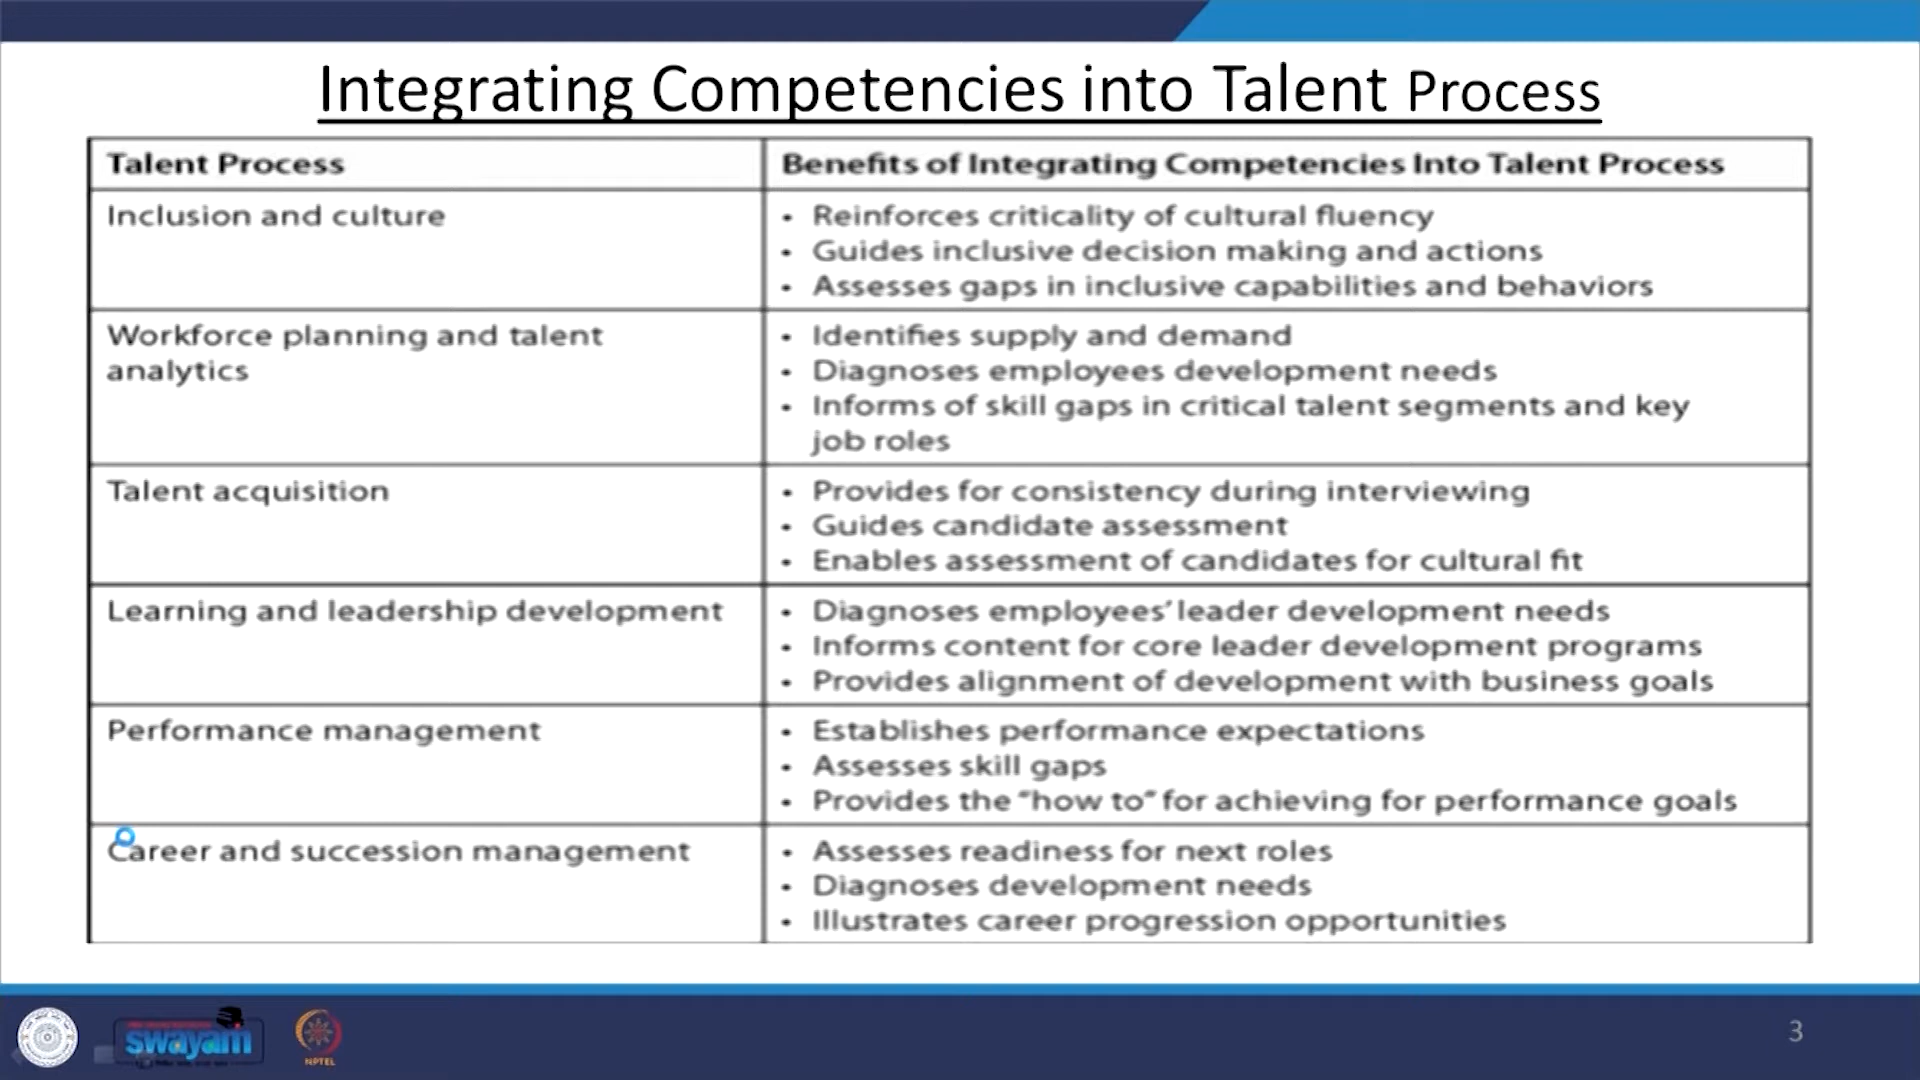 Integrating Competencies into Talent Process
Talent Process
Benefits of Integrating Competencies Into Talent Process
Inclusion and culture
• Reinforces criticality of cultural fluency
• Guides inclusive decision making and actions
• Assesses gaps in inclusive capabilities and behaviors
Workforce planning and talent
analytics
• Identifies supply and demand
• Diagnoses employees development needs
• Informs of skill gaps in critical talent segments and key
job roles
Talent acquisition
• Provides for consistency during interviewing
• Guides candidate assessment
• Enables assessment of candidates for cultural fit
Learning and leadership development
• Diagnoses employees’ leader development needs
• Informs content for core leader development programs
• Provides alignment of development with business goals
Performance management
• Establishes performance expectations
• Assesses skill gaps
• Provides the “how to” for achieving for performance goals
Career and succession management
• Assesses readiness for next roles
• Diagnoses development needs
• Illustrates career progression opportunities
swayam
NPTEL
3